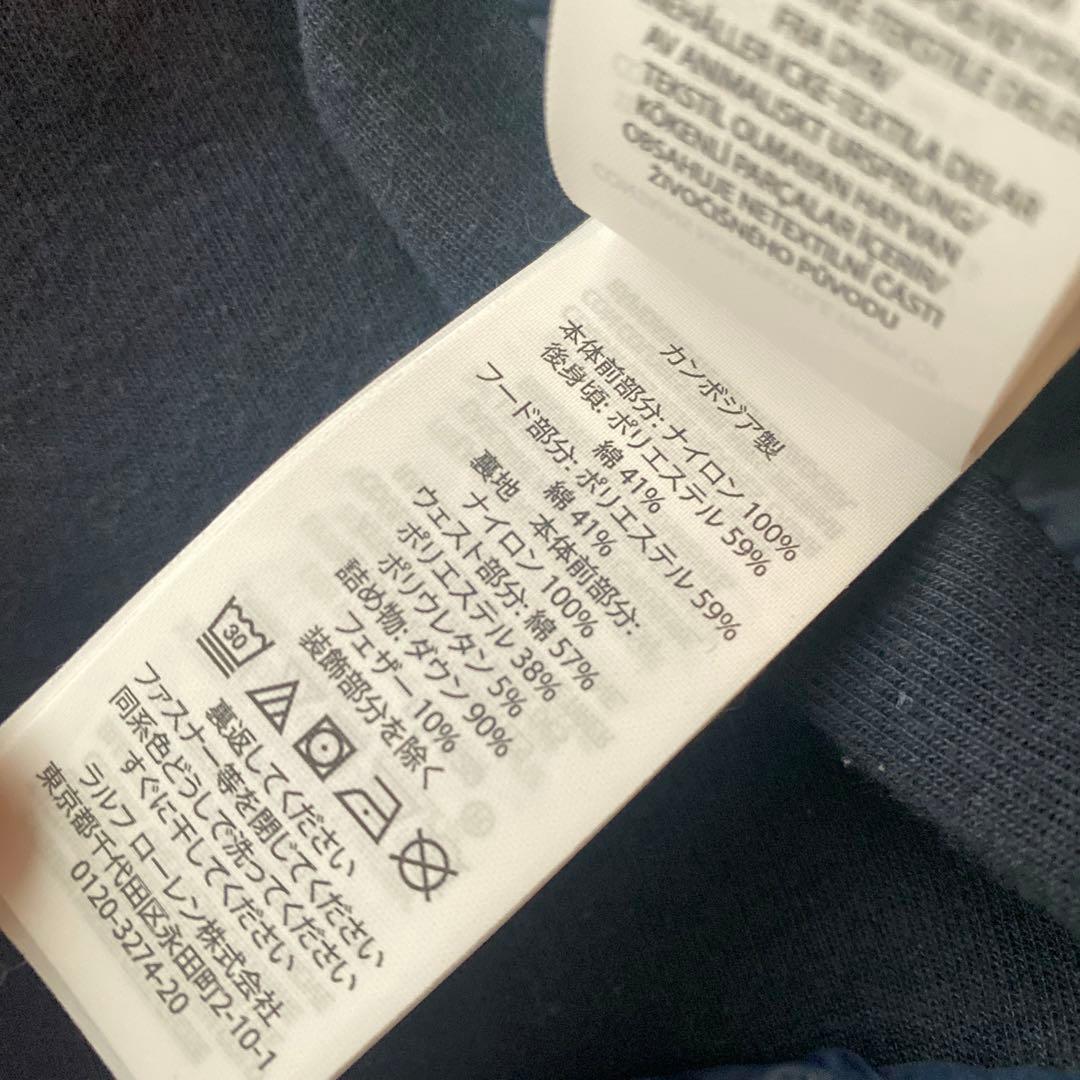 FRA DYR/
AV ANIMALISKT URSPRUNG/
TEKSTİL OLMAYAN HAYVAN
KÖKENLİ PARÇALAR İÇERİR/
OBSAHUJE NETEXTILNÍ ČÁSTI
ŽIVOČIŠNÉHO PŮVODU
カンボジア製
本体前部分: ナイロン 100%
後身頃: ポリエステル 59%
綿 41%
フード部分: ポリエステル 59%
綿 41%
裏地 本体前部分:
ナイロン 100%
ウェスト部分: 綿 57%
ポリエステル 38%
ポリウレタン 5%
詰め物: ダウン 90%
フェザー 10%
装飾部分を除く
30
裏返してください
ファスナー等を閉じてください
同系色どうしで洗ってください
すぐに干してください
ラルフ ローレン株式会社
東京都千代田区永田町2-10-1
0120-3274-20